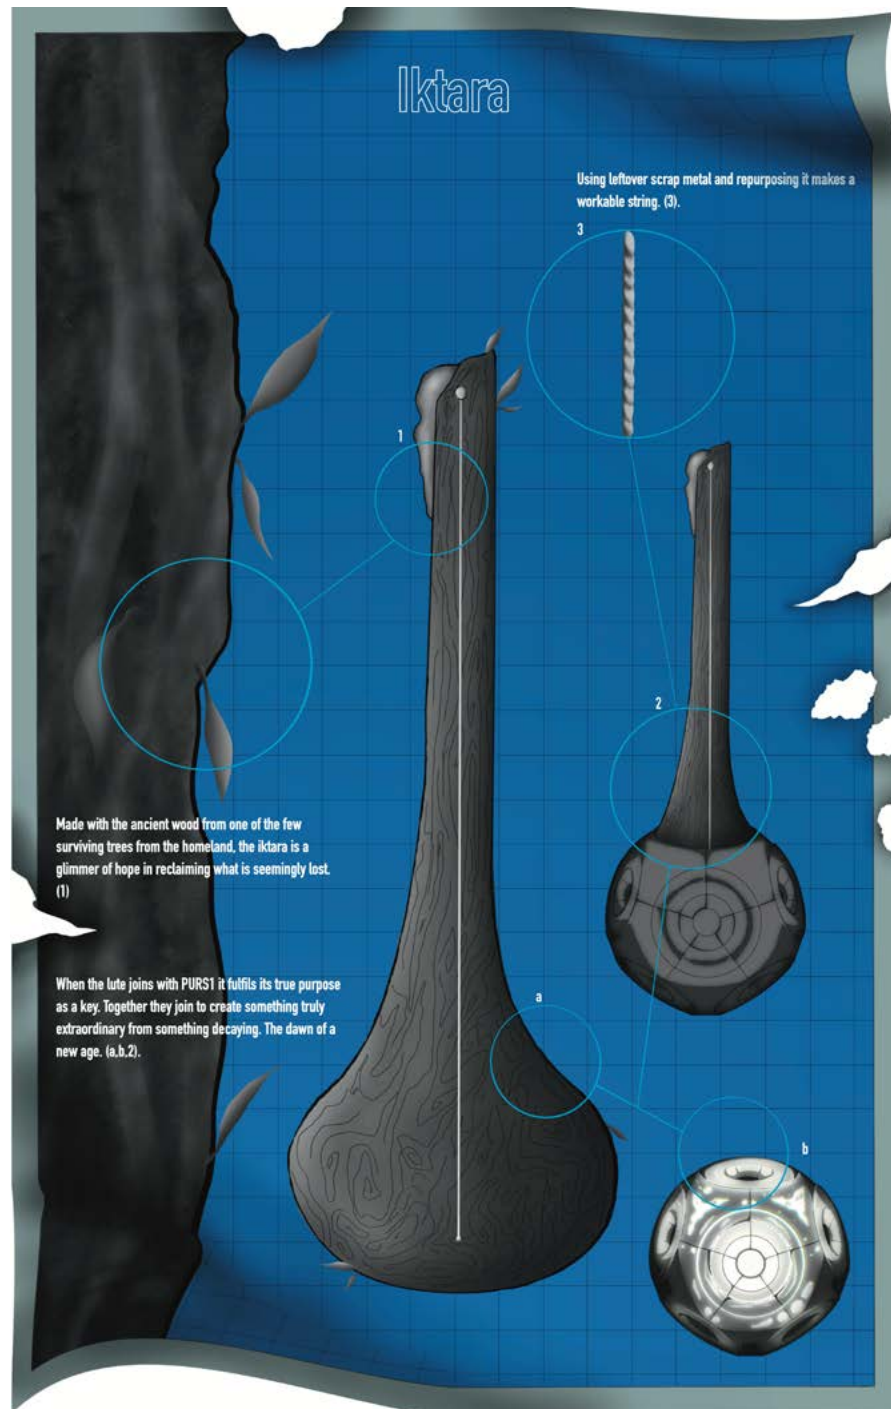 Iktara
Using leftover scrap metal and repurposing it makes a
workable string. (3).
3
1
2
Made with the ancient wood from one of the few
surviving trees from the homeland, the iktara is a
glimmer of hope in reclaiming what is seemingly lost.
(1)
When the lute joins with PURS1 it fulfils its true purpose
as a key. Together they join to create something truly
extraordinary from something decaying. The dawn of a
new age. (a,b,2).
a
b